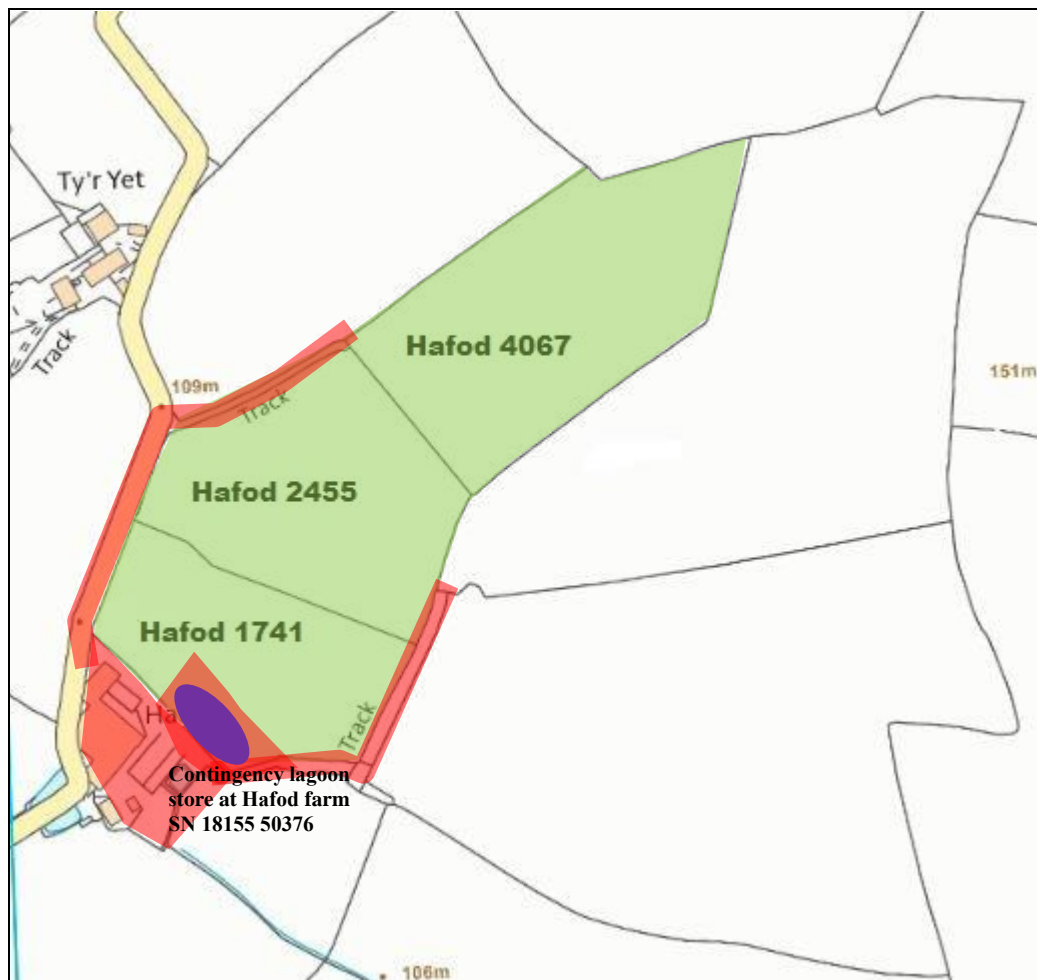 Ty'r Yet
Track
109m
Track
Hafod 4067
151m
Hafod 2455
Hafod 1741
Ha
Track
Contingency lagoon
store at Hafod farm
SN 18155 50376
106m